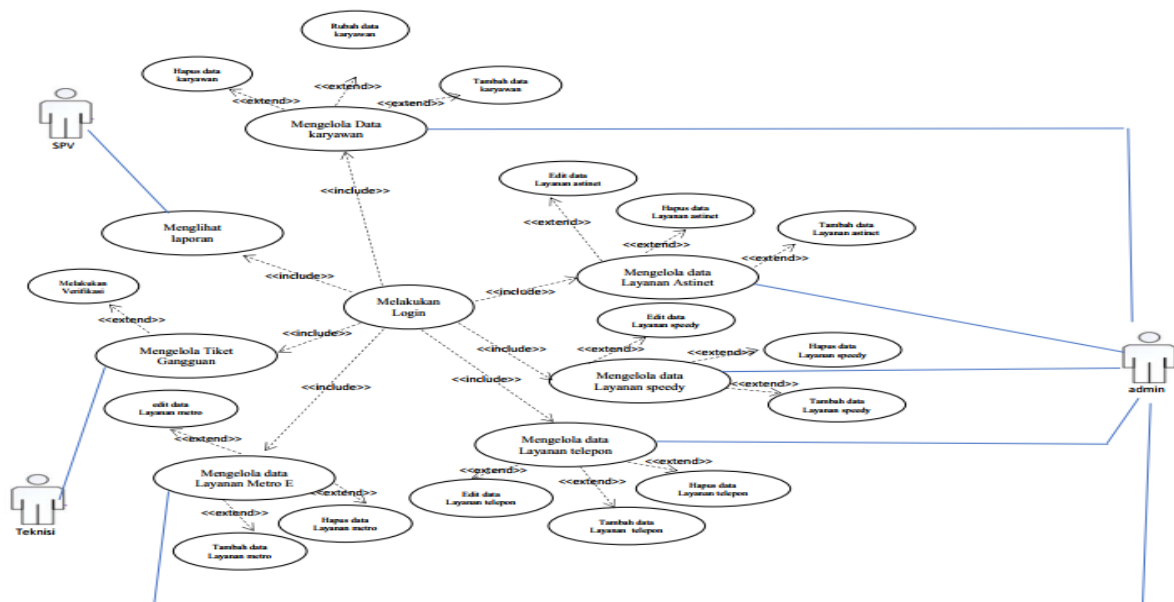 Rubah data
karyawan
Hapus data
karyawan
<<extend>>
Tambah data
karyawan
<<extend>>
<<extend>>
Mengelola Data
karyawan
SPV
<<include>>
Edit data
Layanan astinet
Hapus data
Layanan astinet
Tambah data
Layanan astinet
<<extend>>
<<extend>>
<<extend>>
Menglihat
laporan
<<include>>
Mengelola data
Layanan Astinet
<<include>>
Melakukan
Verifikasi
<<extend>>
Melakukan
Login
Edit data
Layanan speedy
<<include>>
<<include>>
Mengelola Tiket
Gangguan
<<extend>>
Hapus data
Layanan speedy
<<extend>>
<<include>>
<<include>>
Mengelola data
Layanan speedy
<<extend>>
Tambah data
Layanan speedy
admin
edit data
Layanan metro
<<extend>>
Mengelola data
Layanan telepon
Mengelola data
Layanan Metro E
<<extend>>
<<extend>>
<<extend>>
Edit data
Layanan telepon
Hapus data
Layanan telepon
<<extend>>
<<extend>>
Hapus data
Layanan metro
Tambah data
Layanan telepon
Tambah data
Layanan metro
Teknisi